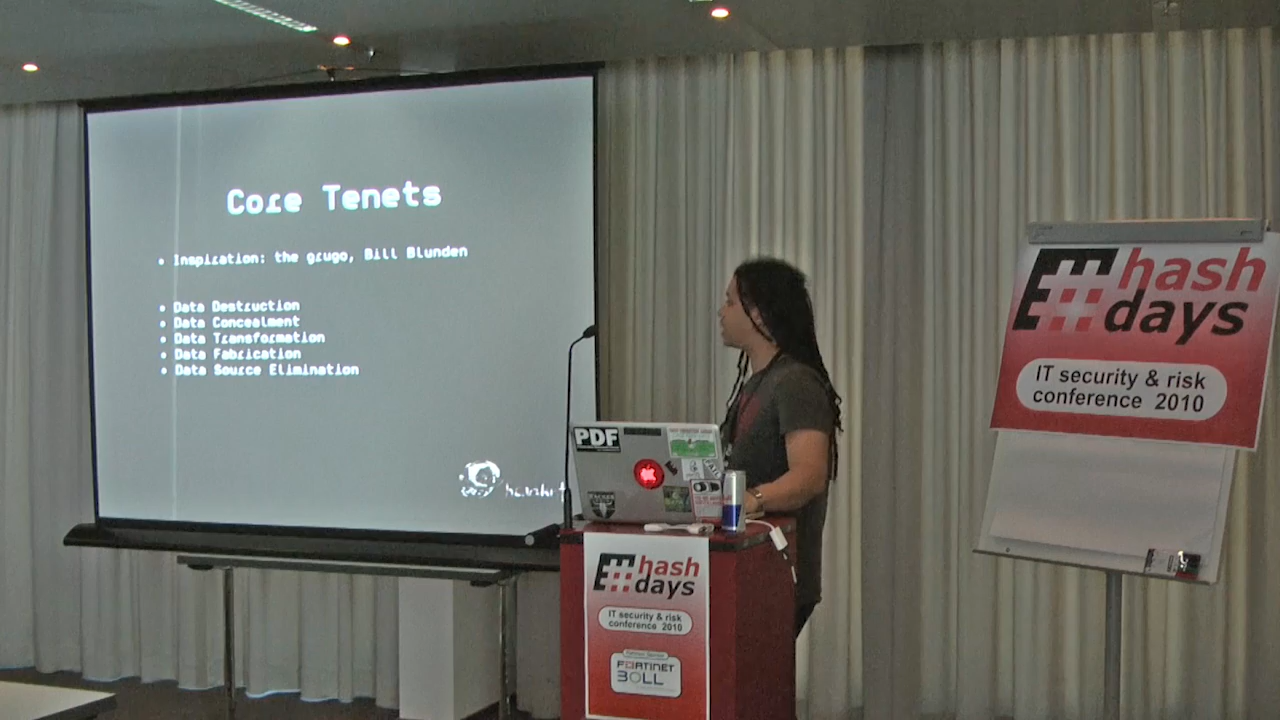 Core Tenets
• Inspiration: the grugq, Bill Blunden
• Data Destruction
• Data Concealment
• Data Transformation
• Data Fabrication
• Data Source Elimination
PDF
hash
days
IT security & risk
conference 2010
hash
days
IT security & risk
conference 2010
FORTINET
BOLL